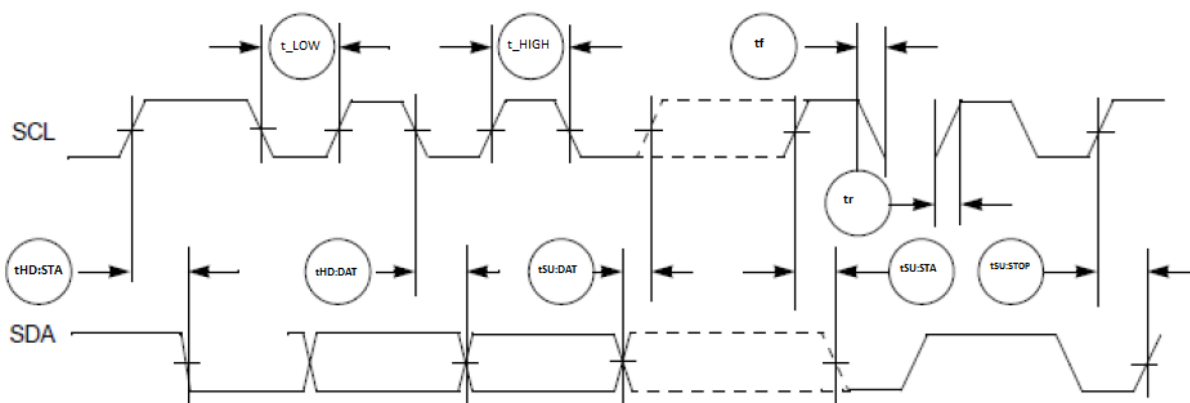 t_LOW
t_HIGH
tf
SCL
tr
tHD:STA
tHD:DAT
tSU:DAT
tSU:STA
tSU:STOP
SDA